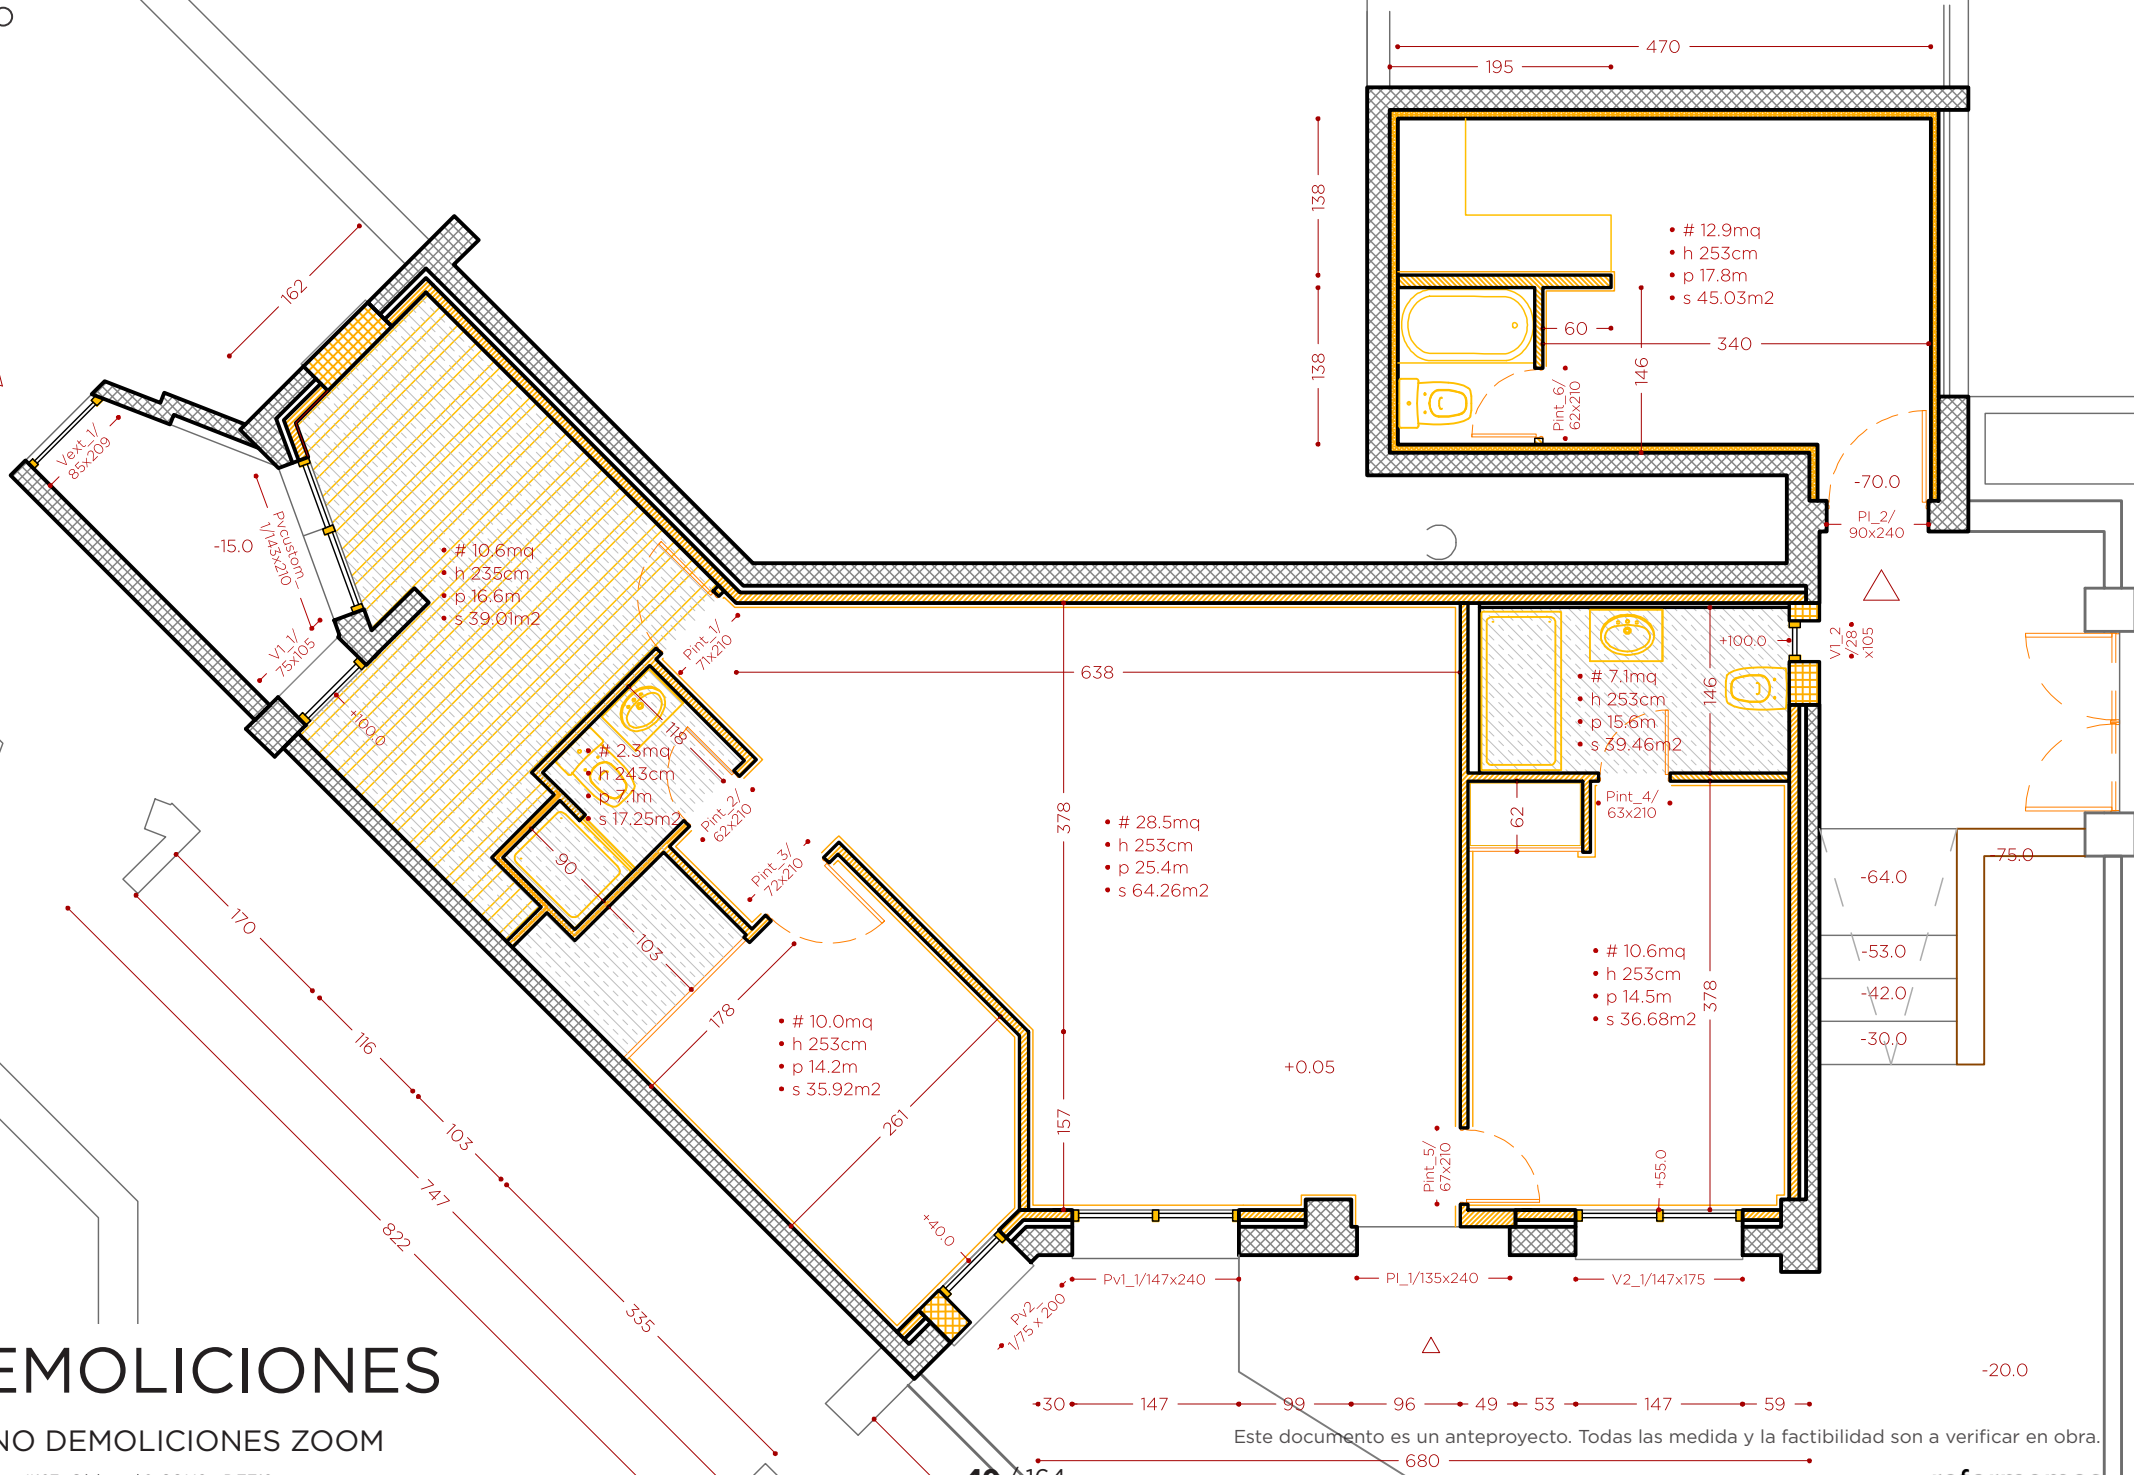 470
195
138
138
# 12.9mq
h 253cm
p 17.8m
s 45.03m2
60
340
146
Pint_6/
62x210
-70.0
PI_2/
90x240
162
Vext_1/
85x209
-15.0
Pvcustom_
1/143x210
V1_1/
75x105
+100.0
# 10.6mq
h 235cm
p 16.6m
s 39.01m2
Pint_1/
71x210
638
118
# 2.3mq
h 243cm
p 7.1m
s 17.25m2
Pint_2/
62x210
90
103
Pint_3/
72x210
378
# 28.5mq
h 253cm
p 25.4m
s 64.26m2
+0.05
157
+100.0
V1_2
/28
x105
# 7.1mq
h 253cm
p 15.6m
s 39.46m2
146
Pint_4/
63x210
62
# 10.6mq
h 253cm
p 14.5m
s 36.68m2
378
-75.0
-64.0
-53.0
-42.0
-30.0
178
# 10.0mq
h 253cm
p 14.2m
s 35.92m2
261
+40.0
Pint_5/
67x210
+55.0
170
116
103
747
822
335
Pv2_
1/75 x 200
Pv1_1/147x240
PI_1/135x240
V2_1/147x175
-20.0
30
147
99
96
49
53
147
59
680
EMOLICIONES
NO DEMOLICIONES ZOOM
Este documento es un anteproyecto. Todas las medida y la factibilidad son a verificar en obra.